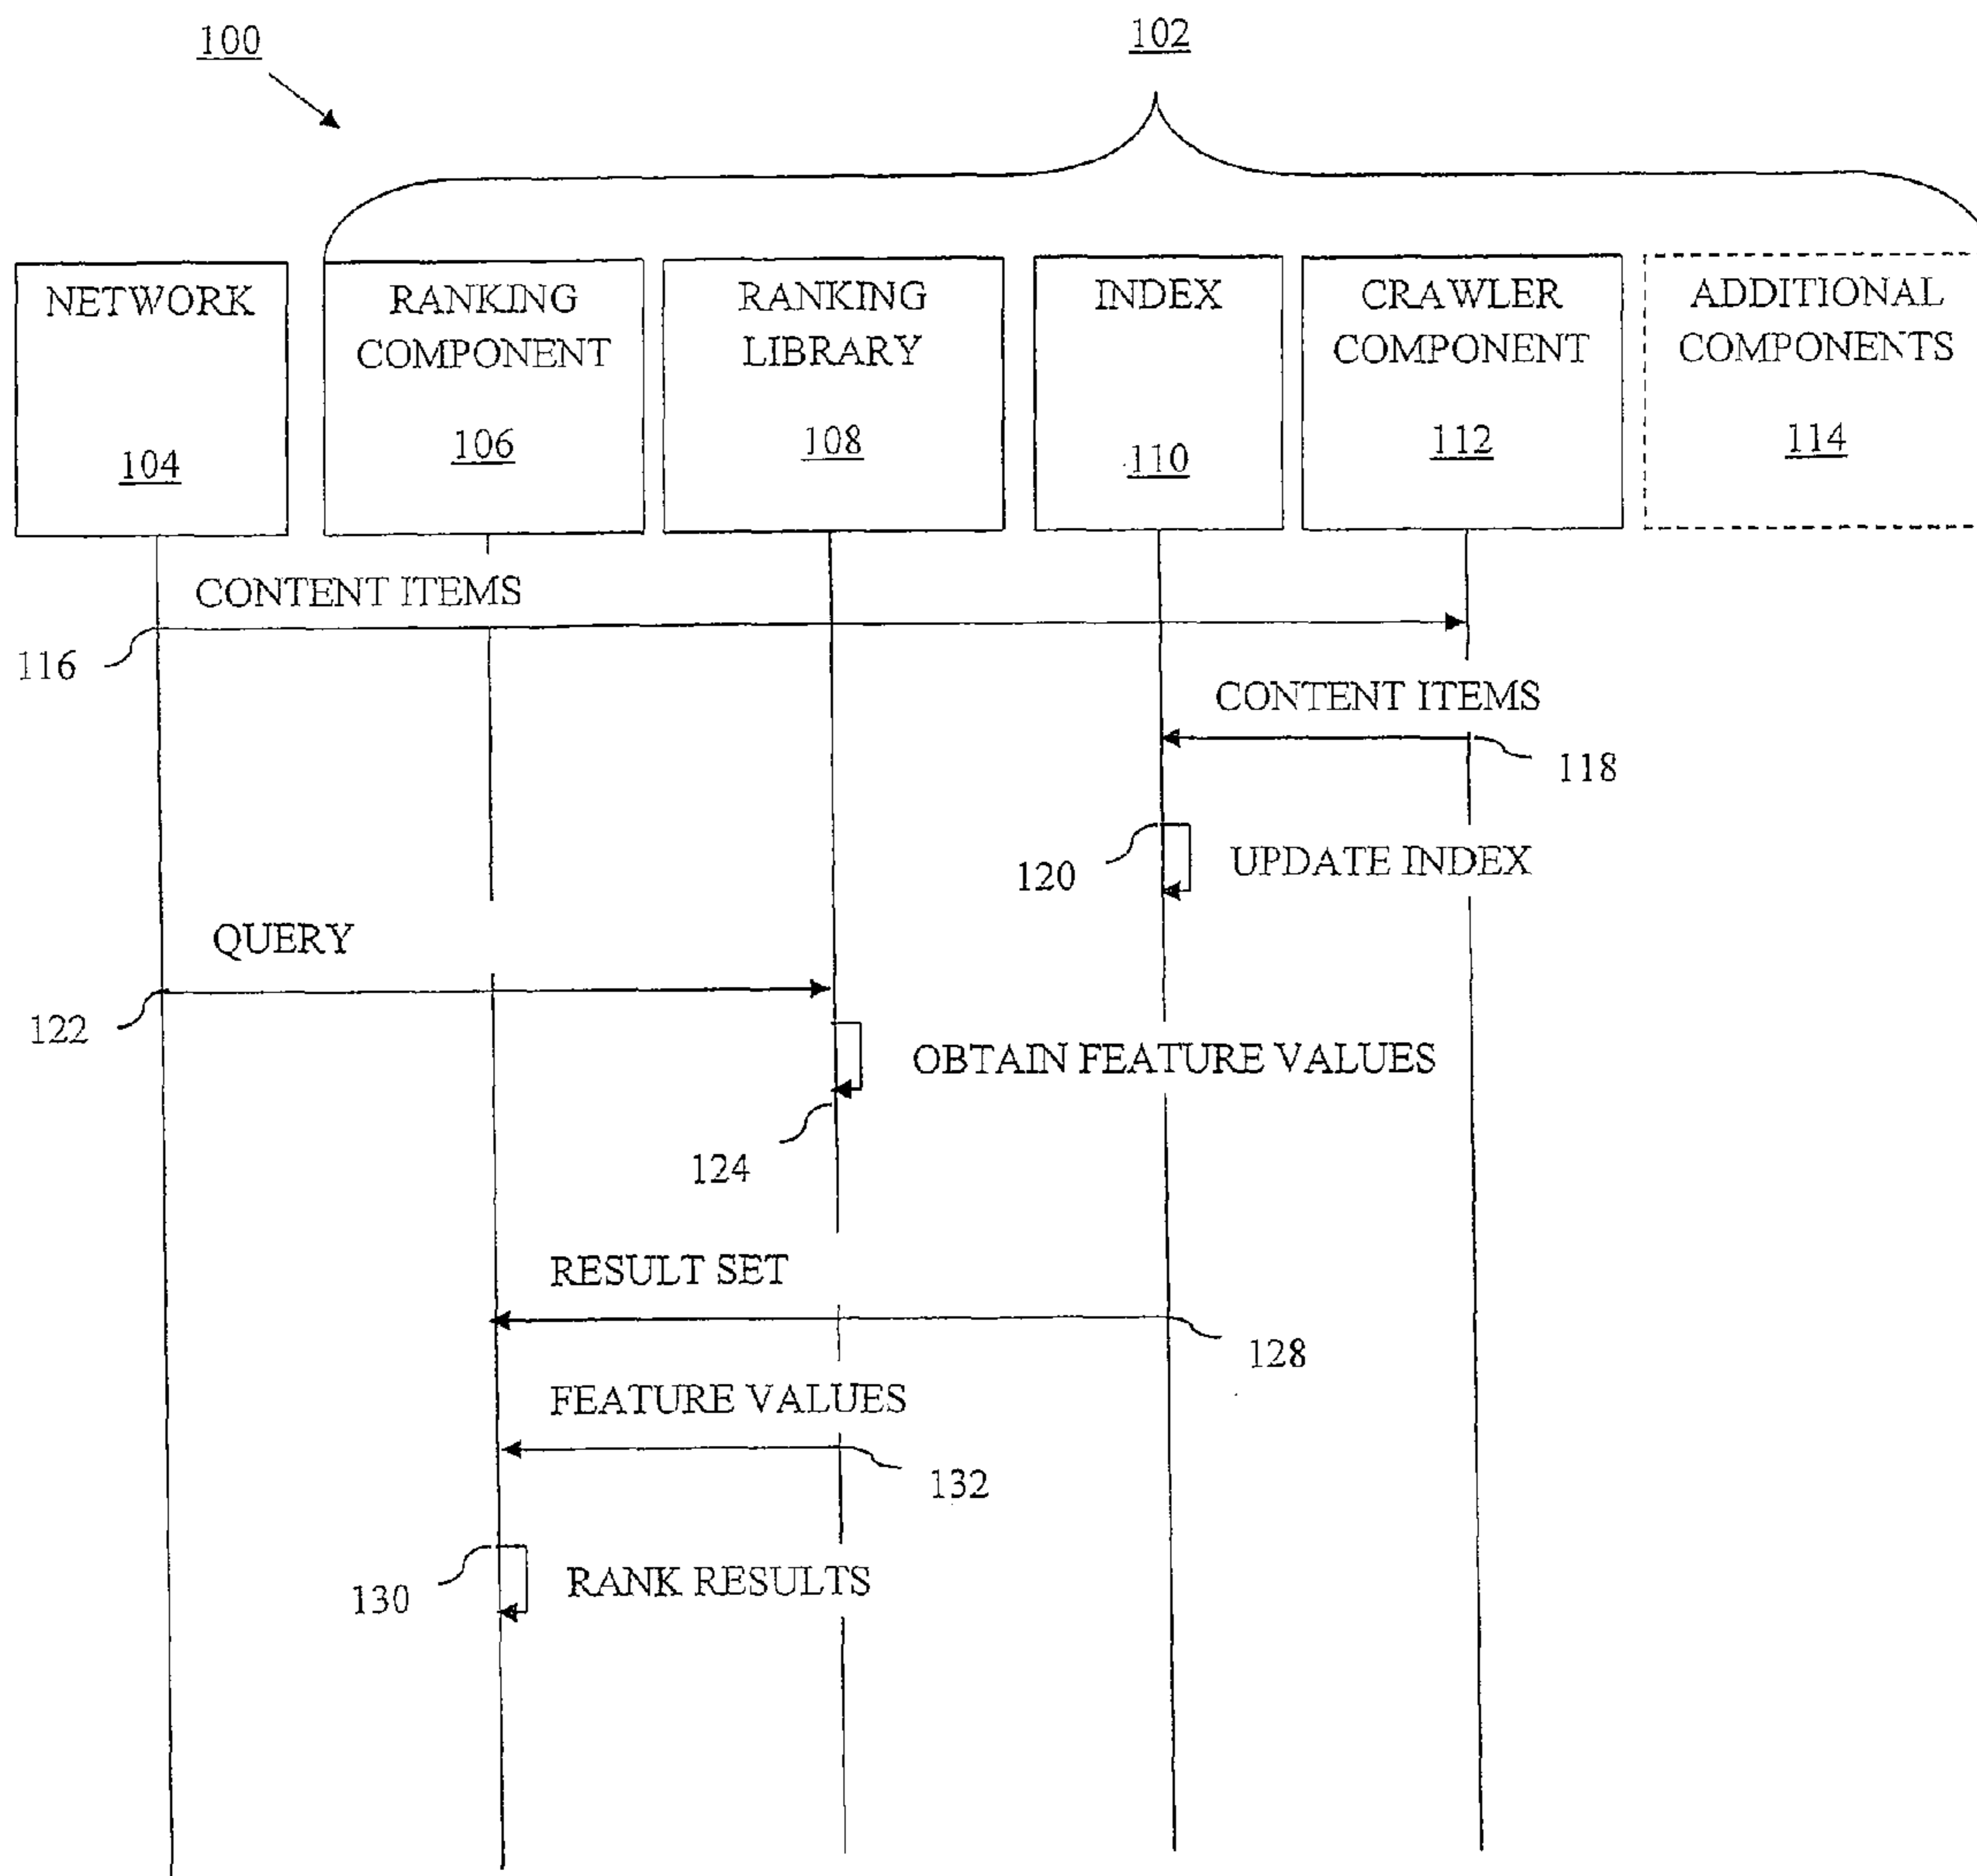 100
102
NETWORK
104
RANKING
COMPONENT
106
RANKING
LIBRARY
108
INDEX
110
CRAWLER
COMPONENT
112
ADDITIONAL
COMPONENTS
114
CONTENT ITEMS
116
CONTENT ITEMS
118
120
UPDATE INDEX
QUERY
122
OBTAIN FEATURE VALUES
124
RESULT SET
128
FEATURE VALUES
132
130
RANK RESULTS